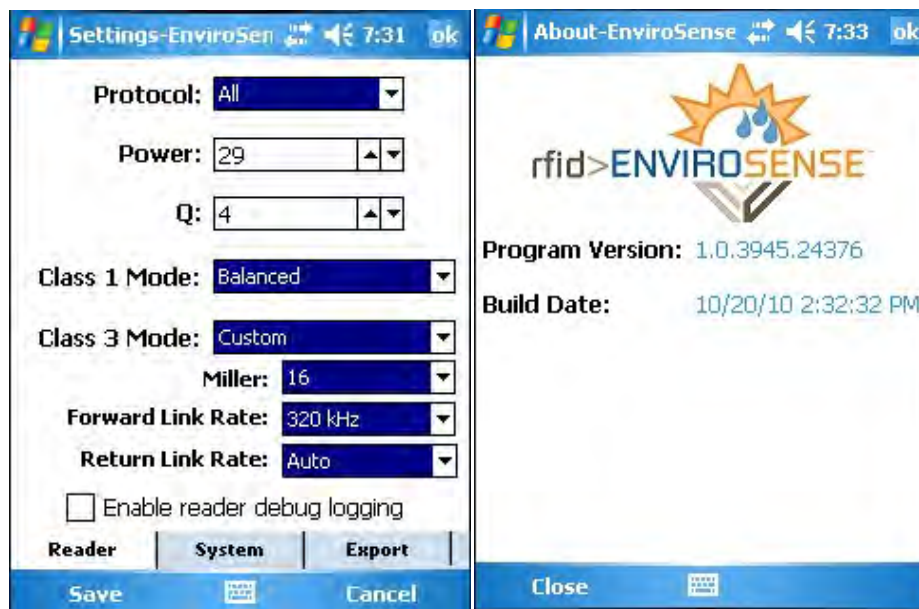 Settings-EnviroSen 7:31 ok
Protocol: All
Power: 29
Q: 4
Class 1 Mode: Balanced
Class 3 Mode: Custom
Miller: 16
Forward Link Rate: 320 kHz
Return Link Rate: Auto
Enable reader debug logging
Reader System Export
Save Cancel
About-EnviroSense 7:33 ok
rfid>ENVIROSENSE
Program Version: 1.0.3945.24376
Build Date: 10/20/10 2:32:32 PM
Close